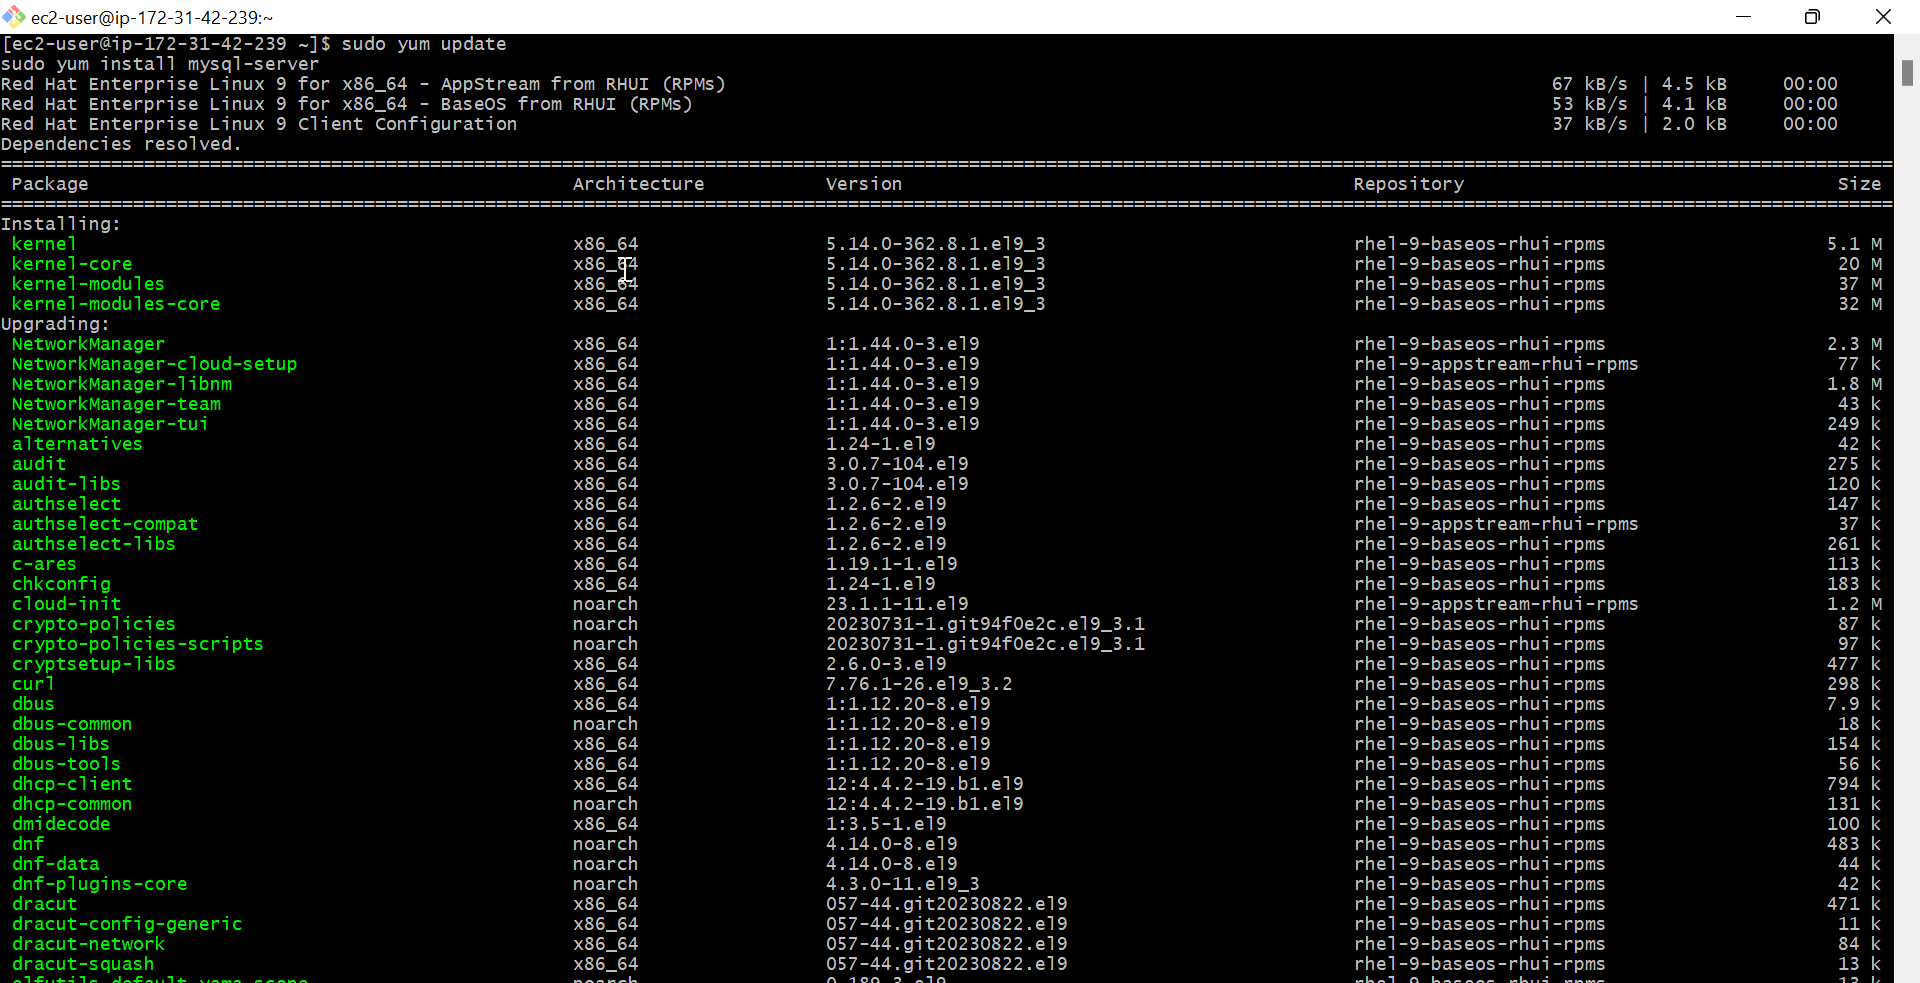 ec2-user@ip-172-31-42-239:~
[ec2-user@ip-172-31-42-239 ~]$ sudo yum update
sudo yum install mysql-server
Red Hat Enterprise Linux 9 for x86_64 - AppStream from RHUI (RPMs) 67 kB/s | 4.5 kB 00:00
Red Hat Enterprise Linux 9 for x86_64 - BaseOS from RHUI (RPMs) 53 kB/s | 4.1 kB 00:00
Red Hat Enterprise Linux 9 Client Configuration 37 kB/s | 2.0 kB 00:00
Dependencies resolved.
Package Architecture Version Repository Size
Installing:
kernel x86_64 5.14.0-362.8.1.el9_3 rhel-9-baseos-rhui-rpms 5.1 M
kernel-core x86_64 5.14.0-362.8.1.el9_3 rhel-9-baseos-rhui-rpms 20 M
kernel-modules x86_64 5.14.0-362.8.1.el9_3 rhel-9-baseos-rhui-rpms 37 M
kernel-modules-core x86_64 5.14.0-362.8.1.el9_3 rhel-9-baseos-rhui-rpms 32 M
Upgrading:
NetworkManager x86_64 1:1.44.0-3.el9 rhel-9-baseos-rhui-rpms 2.3 M
NetworkManager-cloud-setup x86_64 1:1.44.0-3.el9 rhel-9-appstream-rhui-rpms 77 k
NetworkManager-libnm x86_64 1:1.44.0-3.el9 rhel-9-baseos-rhui-rpms 1.8 M
NetworkManager-team x86_64 1:1.44.0-3.el9 rhel-9-baseos-rhui-rpms 43 k
NetworkManager-tui x86_64 1:1.44.0-3.el9 rhel-9-baseos-rhui-rpms 249 k
alternatives x86_64 1.24-1.el9 rhel-9-baseos-rhui-rpms 42 k
audit x86_64 3.0.7-104.el9 rhel-9-baseos-rhui-rpms 275 k
audit-libs x86_64 3.0.7-104.el9 rhel-9-baseos-rhui-rpms 120 k
authselect x86_64 1.2.6-2.el9 rhel-9-baseos-rhui-rpms 147 k
authselect-compat x86_64 1.2.6-2.el9 rhel-9-appstream-rhui-rpms 37 k
authselect-libs x86_64 1.2.6-2.el9 rhel-9-baseos-rhui-rpms 261 k
c-ares x86_64 1.19.1-1.el9 rhel-9-baseos-rhui-rpms 113 k
chkconfig x86_64 1.24-1.el9 rhel-9-baseos-rhui-rpms 183 k
cloud-init noarch 23.1.1-11.el9 rhel-9-appstream-rhui-rpms 1.2 M
crypto-policies noarch 20230731-1.git94f0e2c.el9_3.1 rhel-9-baseos-rhui-rpms 87 k
crypto-policies-scripts noarch 20230731-1.git94f0e2c.el9_3.1 rhel-9-baseos-rhui-rpms 97 k
cryptsetup-libs x86_64 2.6.0-3.el9 rhel-9-baseos-rhui-rpms 477 k
curl x86_64 7.76.1-26.el9_3.2 rhel-9-baseos-rhui-rpms 298 k
dbus x86_64 1:1.12.20-8.el9 rhel-9-baseos-rhui-rpms 7.9 k
dbus-common noarch 1:1.12.20-8.el9 rhel-9-baseos-rhui-rpms 18 k
dbus-libs x86_64 1:1.12.20-8.el9 rhel-9-baseos-rhui-rpms 154 k
dbus-tools x86_64 1:1.12.20-8.el9 rhel-9-baseos-rhui-rpms 56 k
dhcp-client x86_64 12:4.4.2-19.b1.el9 rhel-9-baseos-rhui-rpms 794 k
dhcp-common noarch 12:4.4.2-19.b1.el9 rhel-9-baseos-rhui-rpms 131 k
dmidecode x86_64 1:3.5-1.el9 rhel-9-baseos-rhui-rpms 100 k
dnf noarch 4.14.0-8.el9 rhel-9-baseos-rhui-rpms 483 k
dnf-data noarch 4.14.0-8.el9 rhel-9-baseos-rhui-rpms 44 k
dnf-plugins-core noarch 4.3.0-11.el9_3 rhel-9-baseos-rhui-rpms 42 k
dracut x86_64 057-44.git20230822.el9 rhel-9-baseos-rhui-rpms 471 k
dracut-config-generic x86_64 057-44.git20230822.el9 rhel-9-baseos-rhui-rpms 11 k
dracut-network x86_64 057-44.git20230822.el9 rhel-9-baseos-rhui-rpms 84 k
dracut-squash x86_64 057-44.git20230822.el9 rhel-9-baseos-rhui-rpms 13 k